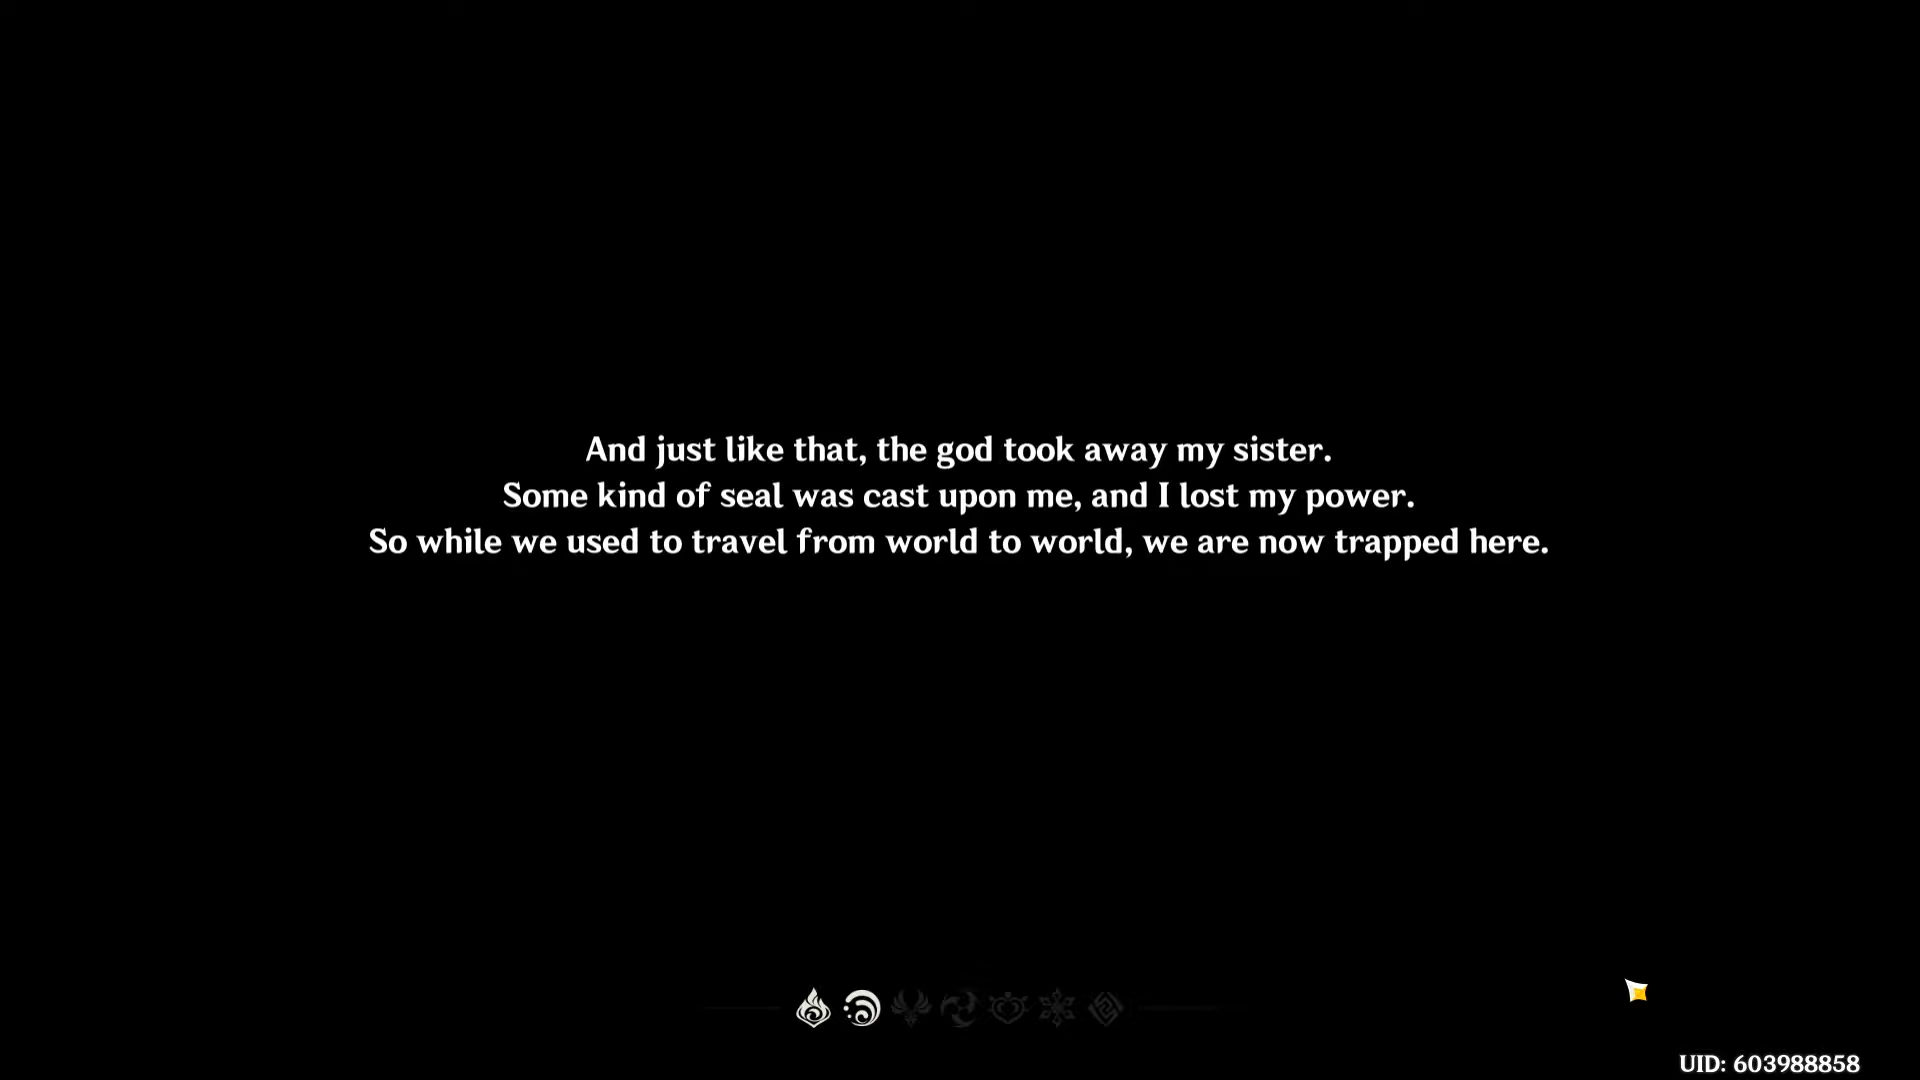 And just like that, the god took away my sister.
Some kind of seal was cast upon me, and I lost my power.
So while we used to travel from world to world, we are now trapped here.
UID: 603988858